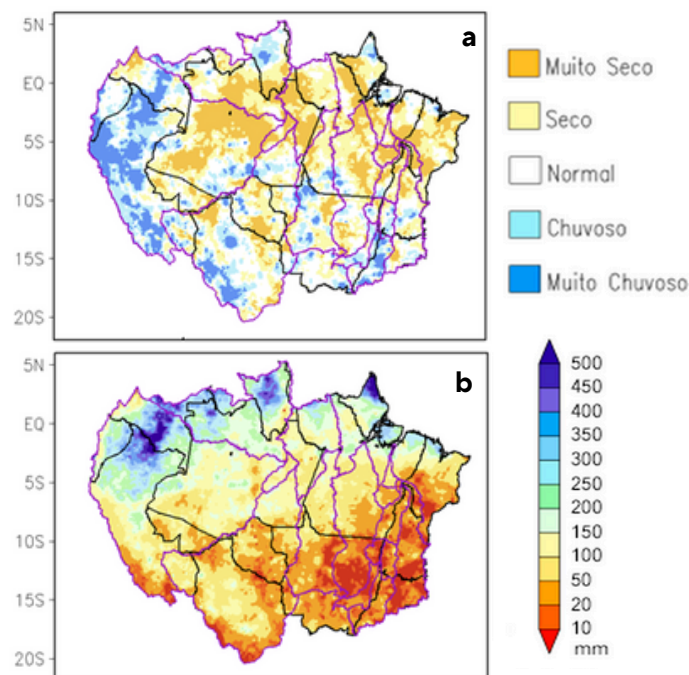 a
5N
EQ
5S
10S
15S
20S
Muito Seco
Seco
Normal
Chuvoso
Muito Chuvoso
b
5N
EQ
5S
10S
15S
20S
500
450
400
350
300
250
200
150
100
50
20
10
mm